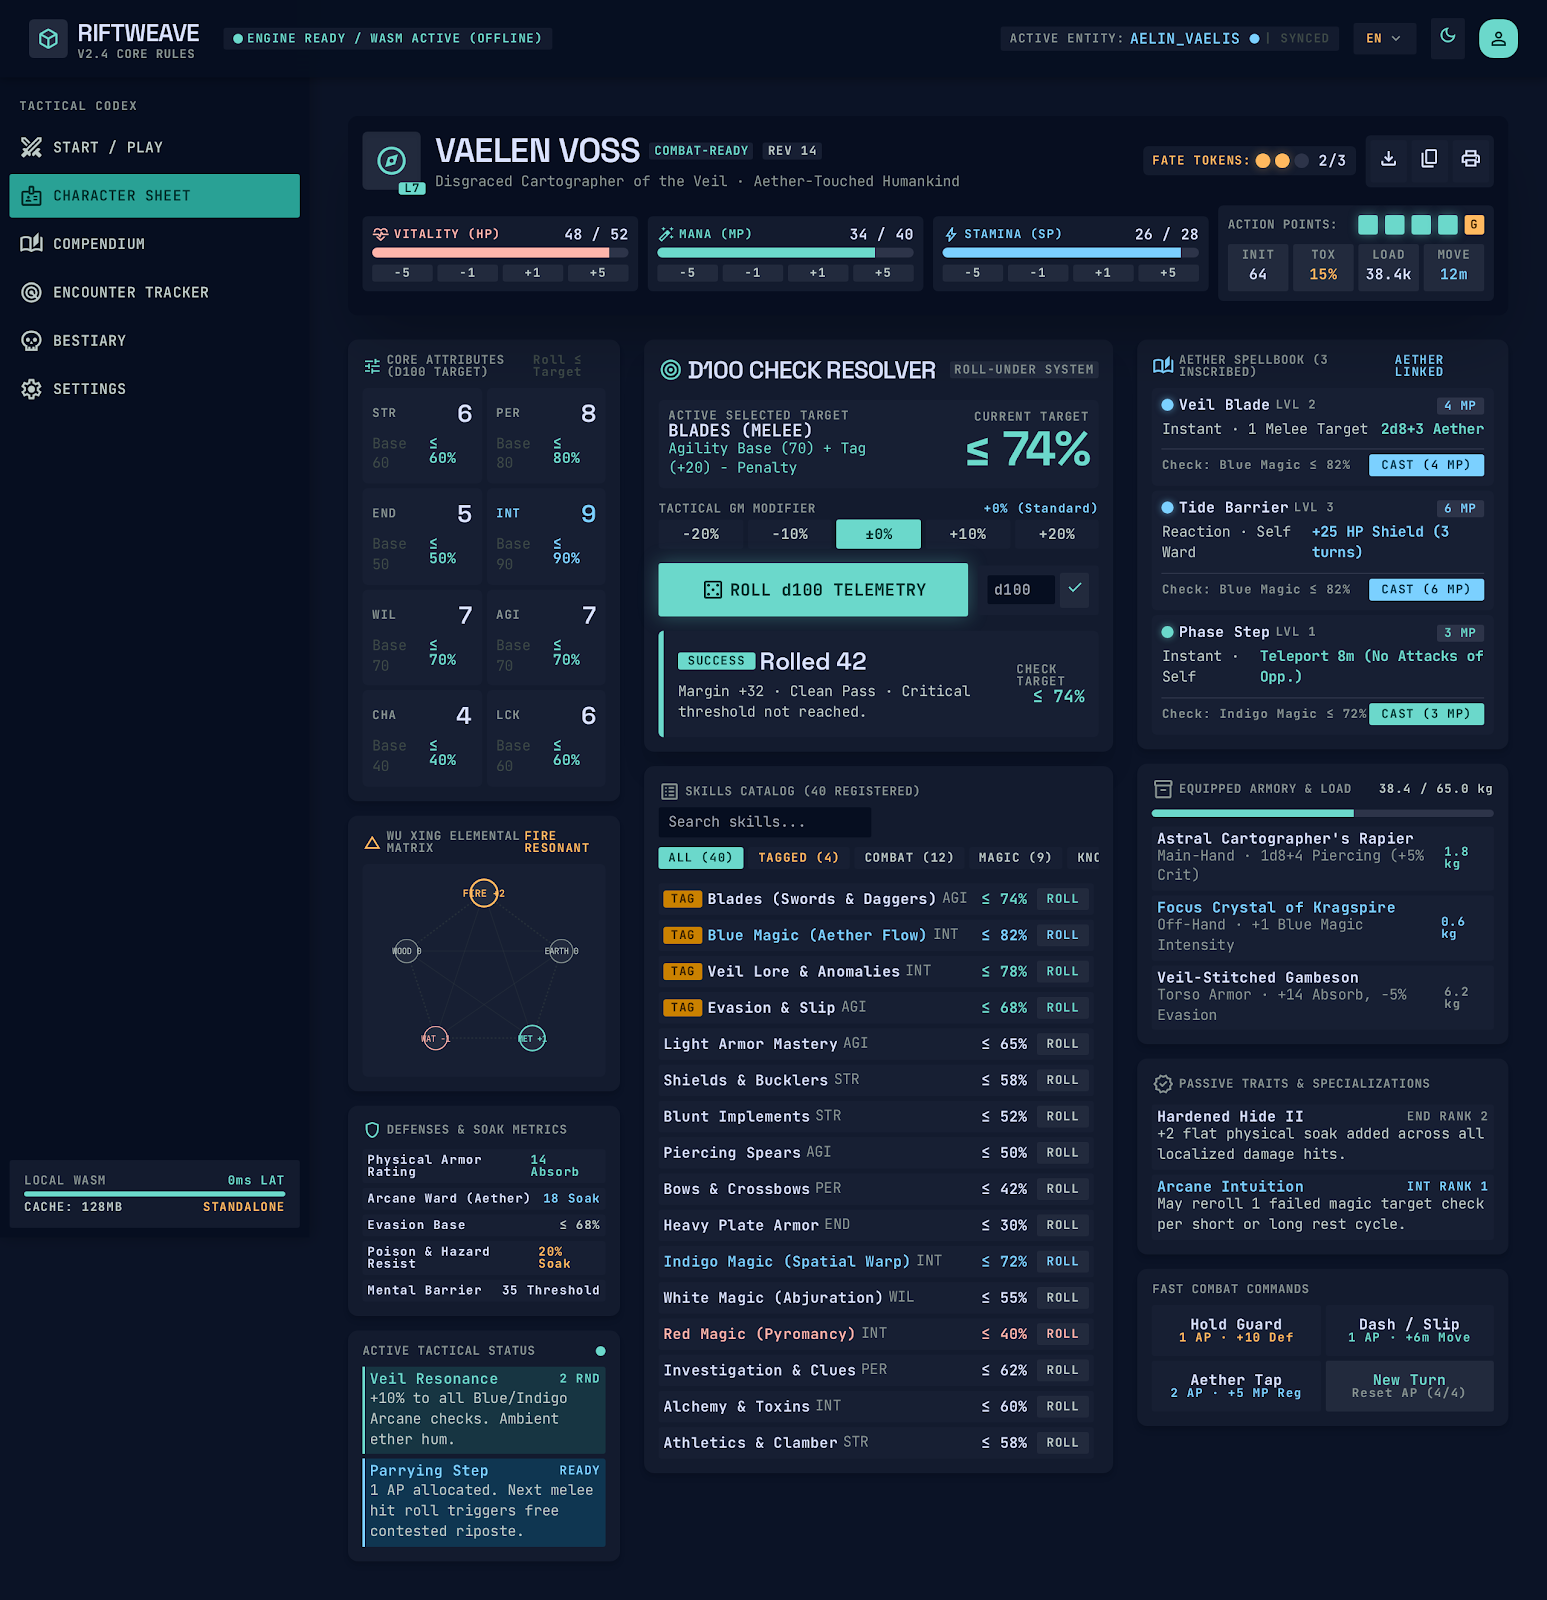 RIFTWEAVE
V2.4 CORE RULES
ENGINE READY / WASM ACTIVE (OFFLINE)
ACTIVE ENTITY: AELIN_VAELIS | SYNCED
EN
TACTICAL CODEX
START / PLAY
CHARACTER SHEET
COMPENDIUM
ENCOUNTER TRACKER
BESTIARY
SETTINGS
LOCAL WASM 0ms LAT
CACHE: 128MB STANDALONE
L7
VAELEN VOSS COMBAT-READY REV 14
Disgraced Cartographer of the Veil · Aether-Touched Humankind
FATE TOKENS: 2/3
VITALITY (HP) 48 / 52
-5 -1 +1 +5
MANA (MP) 34 / 40
-5 -1 +1 +5
STAMINA (SP) 26 / 28
-5 -1 +1 +5
ACTION POINTS: G
INIT TOX LOAD MOVE
64 15% 38.4k 12m
CORE ATTRIBUTES
(D100 TARGET)
Roll ≤
Target
STR 6
Base
60
≤
60%
PER 8
Base
80
≤
80%
END 5
Base
50
≤
50%
INT 9
Base
90
≤
90%
WIL 7
Base
70
≤
70%
AGI 7
Base
70
≤
70%
CHA 4
Base
40
≤
40%
LCK 6
Base
60
≤
60%
WU XING ELEMENTAL
MATRIX
FIRE
RESONANT
FIRE +2
WOOD 0
EARTH 0
WAT -1
MET +1
DEFENSES & SOAK METRICS
Physical Armor
Rating
14
Absorb
Arcane Ward (Aether) 18 Soak
Evasion Base ≤ 68%
Poison & Hazard
Resist
20%
Soak
Mental Barrier 35 Threshold
ACTIVE TACTICAL STATUS
Veil Resonance 2 RND
+10% to all Blue/Indigo
Arcane checks. Ambient
ether hum.
Parrying Step READY
1 AP allocated. Next melee
hit roll triggers free
contested riposte.
D100 CHECK RESOLVER ROLL-UNDER SYSTEM
ACTIVE SELECTED TARGET
BLADES (MELEE)
Agility Base (70) + Tag
(+20) - Penalty
CURRENT TARGET
≤ 74%
TACTICAL GM MODIFIER +0% (Standard)
-20% -10% ±0% +10% +20%
ROLL d100 TELEMETRY
d100
SUCCESS Rolled 42
Margin +32 · Clean Pass · Critical
threshold not reached.
CHECK
TARGET
≤ 74%
SKILLS CATALOG (40 REGISTERED)
Search skills...
ALL (40) TAGGED (4) COMBAT (12) MAGIC (9) KNO
TAG Blades (Swords & Daggers) AGI ≤ 74% ROLL
TAG Blue Magic (Aether Flow) INT ≤ 82% ROLL
TAG Veil Lore & Anomalies INT ≤ 78% ROLL
TAG Evasion & Slip AGI ≤ 68% ROLL
Light Armor Mastery AGI ≤ 65% ROLL
Shields & Bucklers STR ≤ 58% ROLL
Blunt Implements STR ≤ 52% ROLL
Piercing Spears AGI ≤ 50% ROLL
Bows & Crossbows PER ≤ 42% ROLL
Heavy Plate Armor END ≤ 30% ROLL
Indigo Magic (Spatial Warp) INT ≤ 72% ROLL
White Magic (Abjuration) WIL ≤ 55% ROLL
Red Magic (Pyromancy) INT ≤ 40% ROLL
Investigation & Clues PER ≤ 62% ROLL
Alchemy & Toxins INT ≤ 60% ROLL
Athletics & Clamber STR ≤ 58% ROLL
AETHER SPELLBOOK (3
INSCRIBED)
AETHER
LINKED
Veil Blade LVL 2 4 MP
Instant · 1 Melee Target 2d8+3 Aether
Check: Blue Magic ≤ 82% CAST (4 MP)
Tide Barrier LVL 3 6 MP
Reaction · Self
Ward
+25 HP Shield (3
turns)
Check: Blue Magic ≤ 82% CAST (6 MP)
Phase Step LVL 1 3 MP
Instant ·
Self
Teleport 8m (No Attacks of
Opp.)
Check: Indigo Magic ≤ 72% CAST (3 MP)
EQUIPPED ARMORY & LOAD 38.4 / 65.0 kg
Astral Cartographer's Rapier
Main-Hand · 1d8+4 Piercing (+5%
Crit)
1.8
kg
Focus Crystal of Kragspire
Off-Hand · +1 Blue Magic
Intensity
0.6
kg
Veil-Stitched Gambeson
Torso Armor · +14 Absorb, -5%
Evasion
6.2
kg
PASSIVE TRAITS & SPECIALIZATIONS
Hardened Hide II END RANK 2
+2 flat physical soak added across all
localized damage hits.
Arcane Intuition INT RANK 1
May reroll 1 failed magic target check
per short or long rest cycle.
FAST COMBAT COMMANDS
Hold Guard
1 AP · +10 Def
Dash / Slip
1 AP · +6m Move
Aether Tap
2 AP · +5 MP Reg
New Turn
Reset AP (4/4)